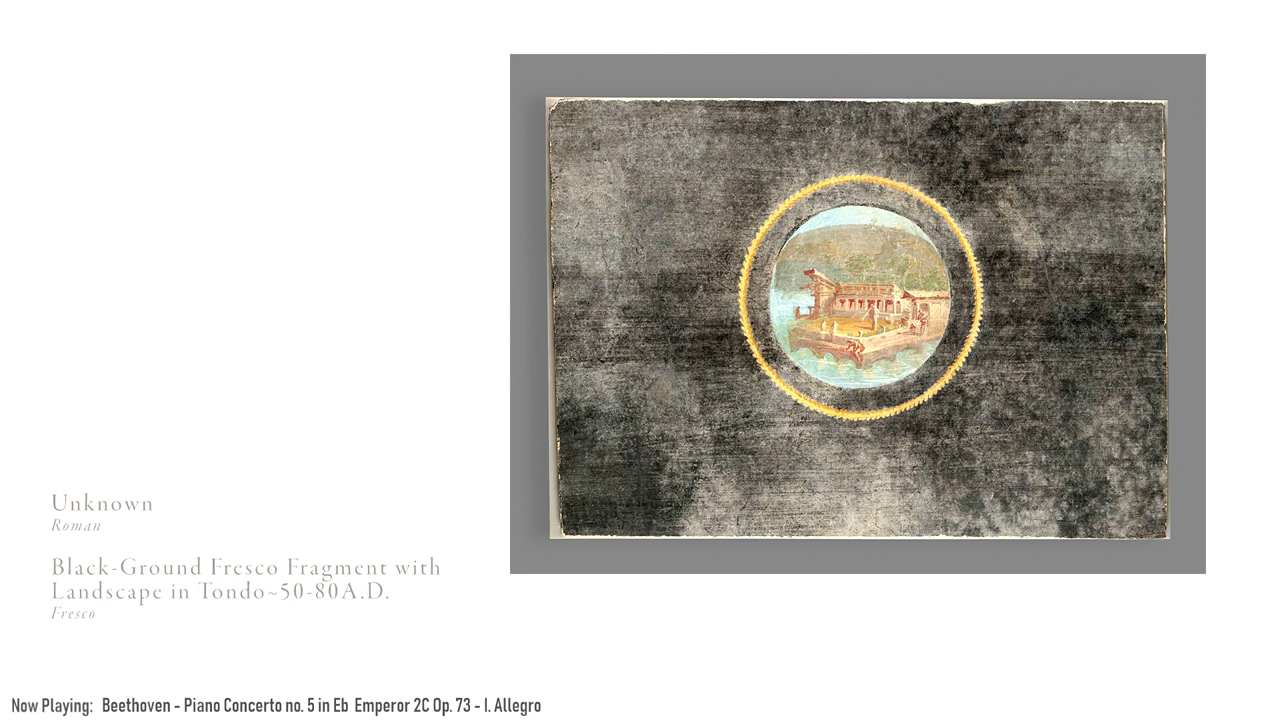 Unknown
Roman
Black-Ground Fresco Fragment with
Landscape in Tondo~50-80A.D.
Fresco
Now Playing: Beethoven - Piano Concerto no. 5 in Eb Emperor 2C Op. 73 - I. Allegro